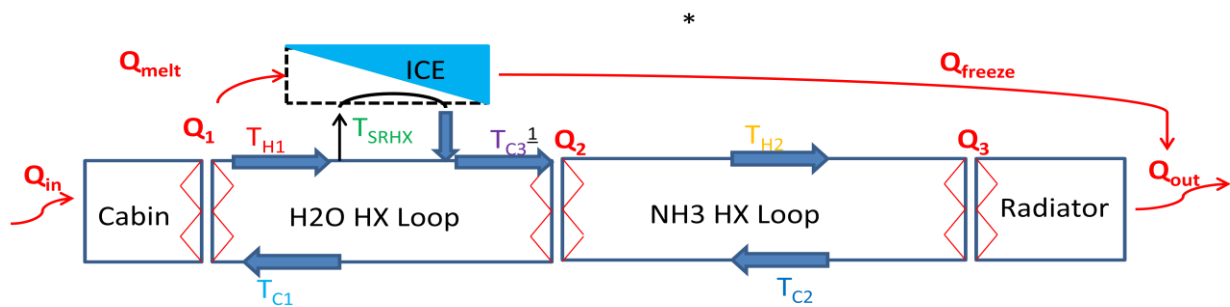 *
Q_melt
ICE
Q_freeze
Q_1
T_H1
T_SRHX
T_C3 1
Q_2
T_H2
Q_3
Q_in
Q_out
Cabin
H2O HX Loop
NH3 HX Loop
Radiator
T_C1
T_C2